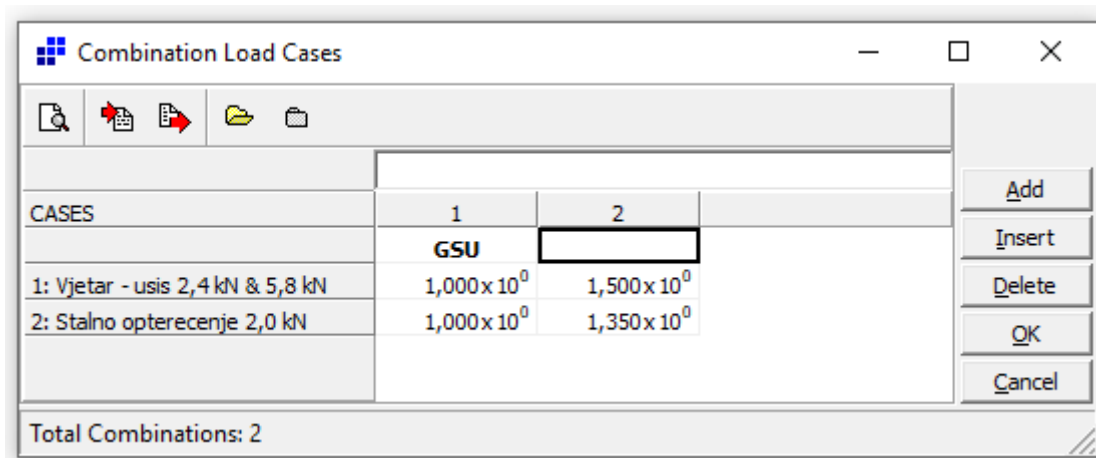 Combination Load Cases
CASES 1 2
GSU
1: Vjetar - usis 2,4 kN & 5,8 kN 1,000 x 10⁰ 1,500 x 10⁰
2: Stalno opterecenje 2,0 kN 1,000 x 10⁰ 1,350 x 10⁰
Add
Insert
Delete
OK
Cancel
Total Combinations: 2